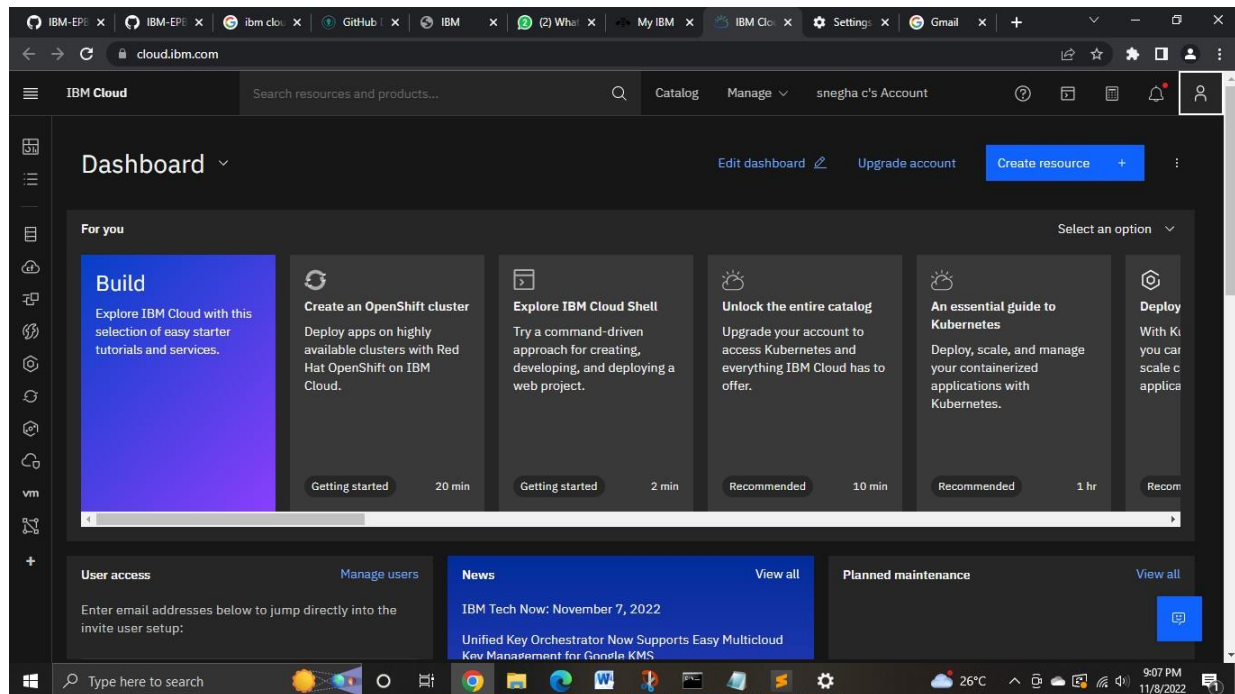 IBM-EPB
IBM-EPB
ibm clou
GitHub
IBM
(2) What
My IBM
IBM Clo
Settings
Gmail
cloud.ibm.com
IBM Cloud
Search resources and products...
Catalog
Manage
snegha c's Account
Dashboard
Edit dashboard
Upgrade account
Create resource +
For you
Select an option
Build
Explore IBM Cloud with this
selection of easy starter
tutorials and services.
Create an OpenShift cluster
Deploy apps on highly
available clusters with Red
Hat OpenShift on IBM
Cloud.
Getting started
20 min
Explore IBM Cloud Shell
Try a command-driven
approach for creating,
developing, and deploying a
web project.
Getting started
2 min
Unlock the entire catalog
Upgrade your account to
access Kubernetes and
everything IBM Cloud has to
offer.
Recommended
10 min
An essential guide to
Kubernetes
Deploy, scale, and manage
your containerized
applications with
Kubernetes.
Recommended
1 hr
Deploy
With Ku
you can
scale c
applica
Recom
vm
User access
Manage users
Enter email addresses below to jump directly into the
invite user setup:
News
View all
IBM Tech Now: November 7, 2022
Unified Key Orchestrator Now Supports Easy Multicloud
Key Management for Google KMS
Planned maintenance
View all
Type here to search
26°C
9:07 PM
11/8/2022